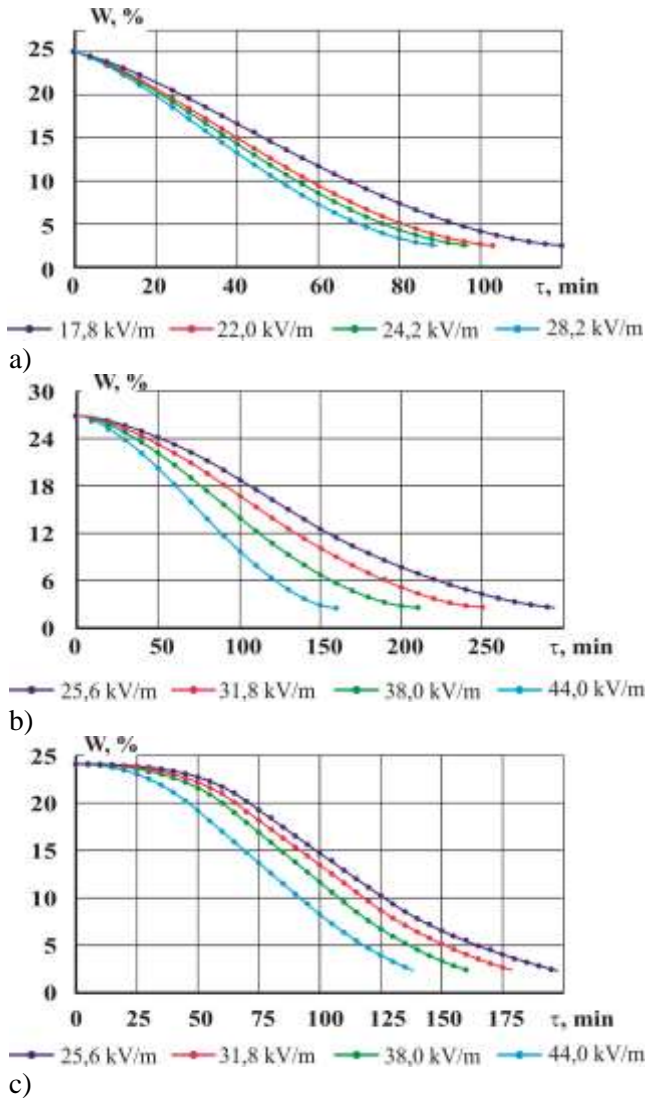 W, %
25
20
15
10
5
0
0 20 40 60 80 100 τ, min
17,8 kV/m 22,0 kV/m 24,2 kV/m 28,2 kV/m
a)
W, %
30
24
18
12
6
0
0 50 100 150 200 250 τ, min
25,6 kV/m 31,8 kV/m 38,0 kV/m 44,0 kV/m
b)
W, %
25
20
15
10
5
0
0 25 50 75 100 125 150 175 τ, min
25,6 kV/m 31,8 kV/m 38,0 kV/m 44,0 kV/m
c)